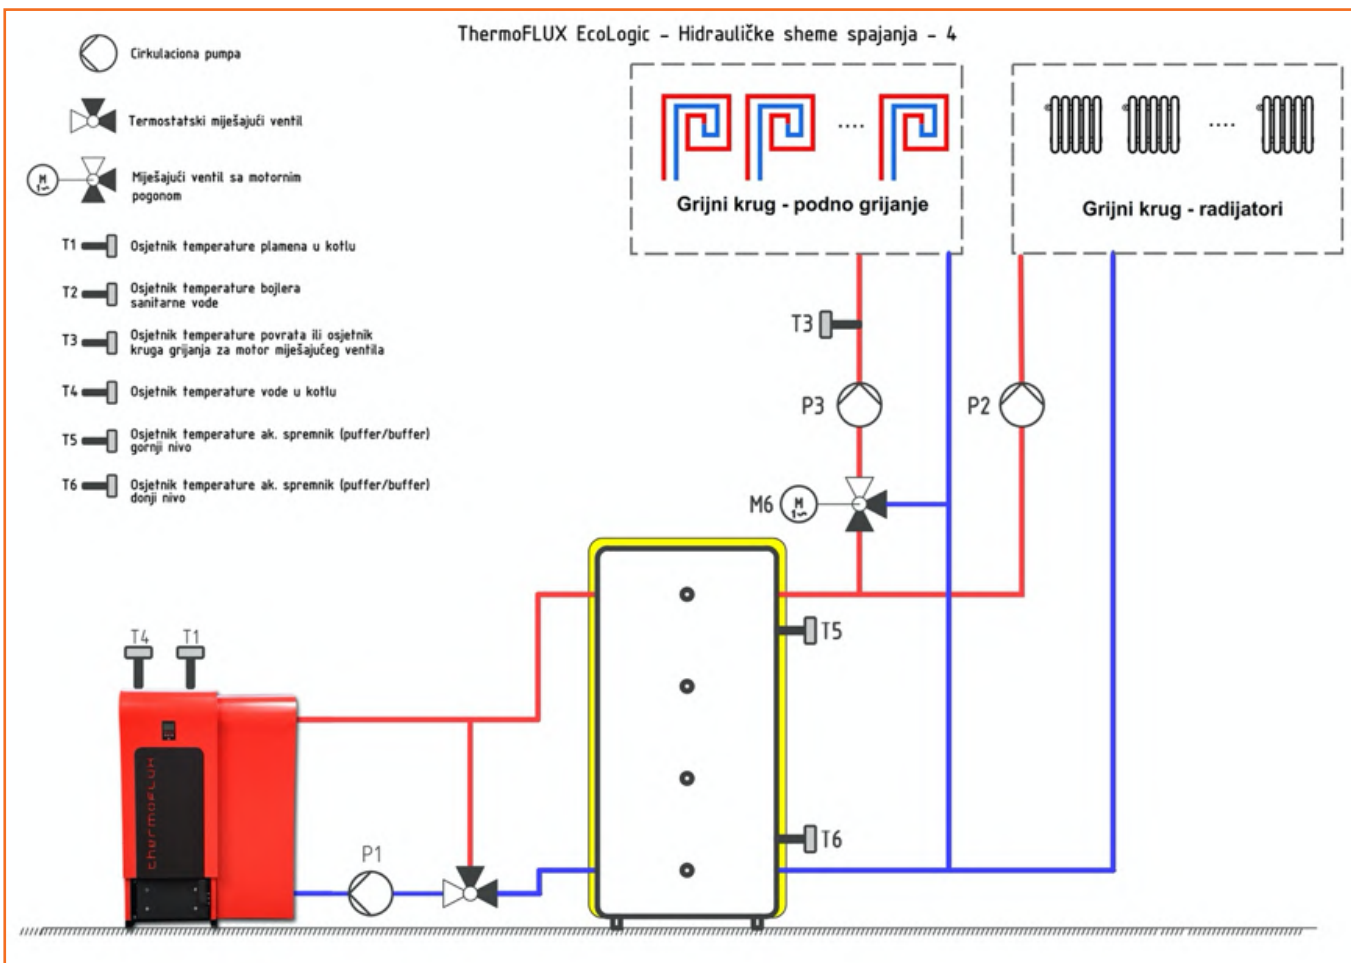 ThermoFLUX EcoLogic - Hidrauličke sheme spajanja - 4
Cirkulaciona pumpa
Termostatski miješajući ventil
M
1~
Miješajući ventil sa motornim
pogonom
T1
Osjetnik temperature plamena u kotlu
T2
Osjetnik temperature bojlera
sanitarne vode
T3
Osjetnik temperature povrata ili osjetnik
kruga grijanja za motor miješajućeg ventila
T4
Osjetnik temperature vode u kotlu
T5
Osjetnik temperature ak. spremnik (puffer/buffer)
gornji nivo
T6
Osjetnik temperature ak. spremnik (puffer/buffer)
donji nivo
....
Grijni krug - podno grijanje
....
Grijni krug - radijatori
T3
P3
P2
M6
M
1~
T5
T6
T4
T1
thermoFLUX
P1